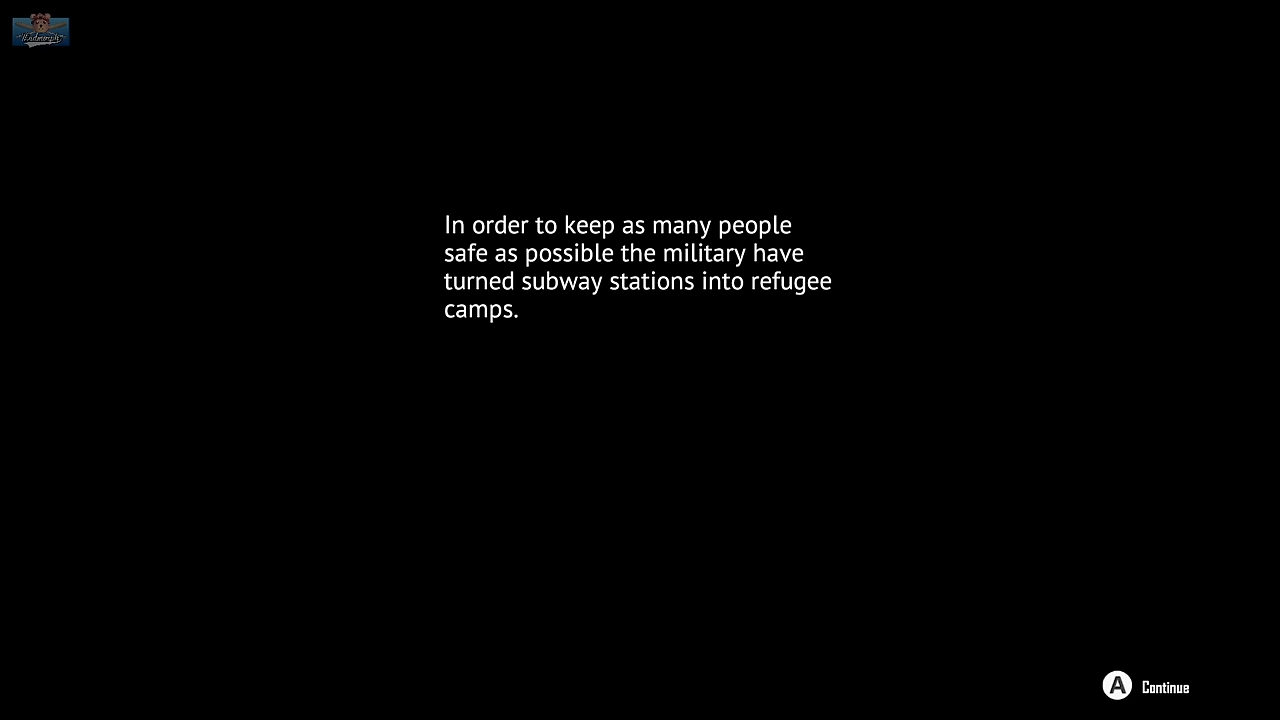 In order to keep as many people
safe as possible the military have
turned subway stations into refugee
camps.
A Continue